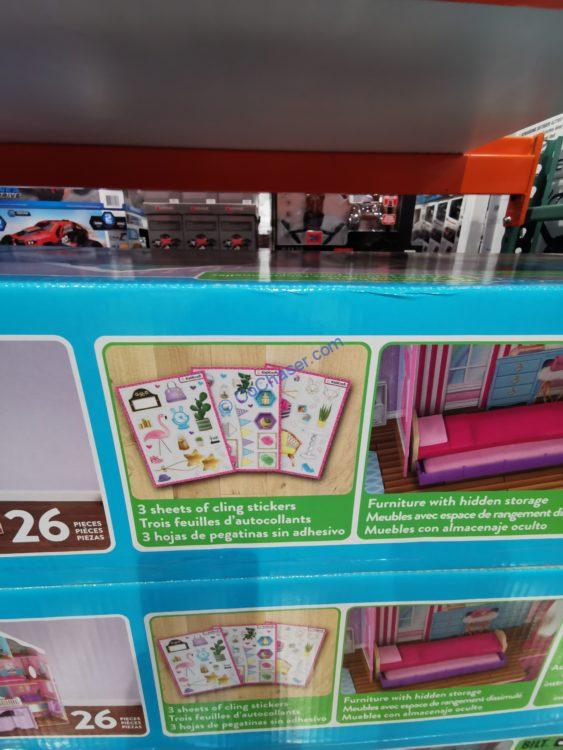 CoChaser.com
3 sheets of cling stickers
Trois feuilles d'autocollants
3 hojas de pegatinas sin adhesivo
Furniture with hidden storage
Meubles avec espace de rangement di
Muebles con almacenaje oculto
26 PIECES
PIÈCES
PIEZAS
3 sheets of cling stickers
Trois feuilles d'autocollants
3 hojas de pegatinas sin adhesivo
Furniture with hidden storage
Meubles avec espace de rangement dissimulé
Muebles con almacenaje oculto
26 PIECES
PIÈCES
PIEZAS
BILT